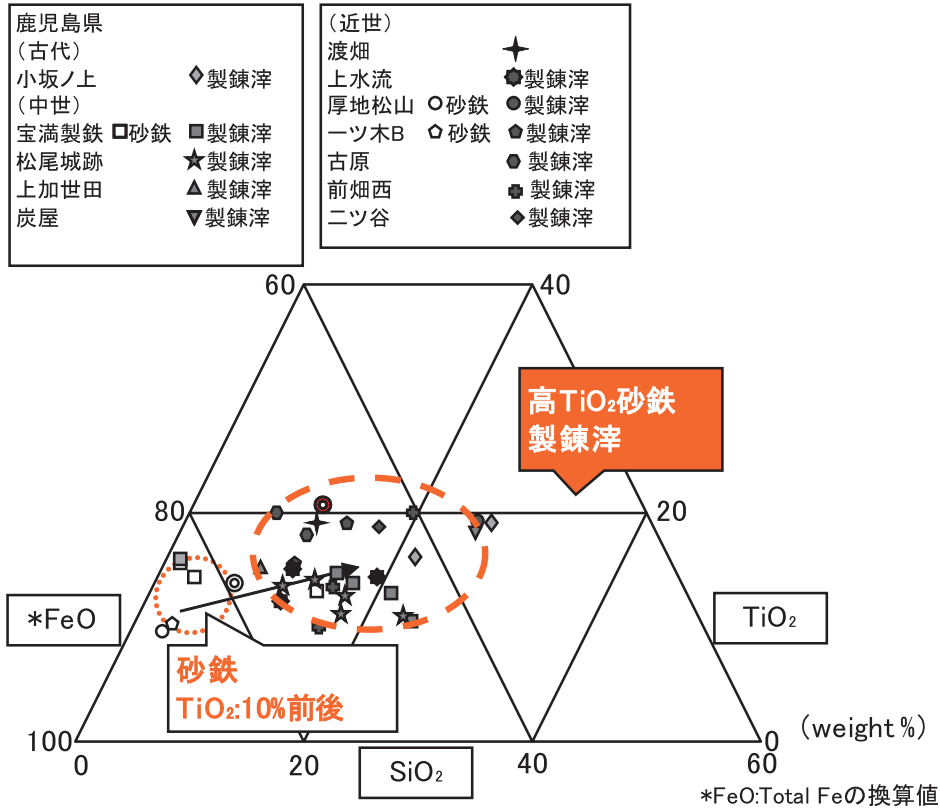 鹿児島県
(古代)
小坂ノ上 製錬滓
(中世)
宝満製鉄 砂鉄 製錬滓
松尾城跡 製錬滓
上加世田 製錬滓
炭屋 製錬滓
(近世)
渡畑
上水流 製錬滓
厚地松山 砂鉄 製錬滓
一ツ木B 砂鉄 製錬滓
古原 製錬滓
前畑西 製錬滓
二ツ谷 製錬滓
60 40
高TiO₂砂鉄
製錬滓
80 20
*FeO
TiO₂
砂鉄
TiO₂:10%前後
100 0
(weight%)
0 20 40 60
SiO₂
*FeO:Total Feの換算値